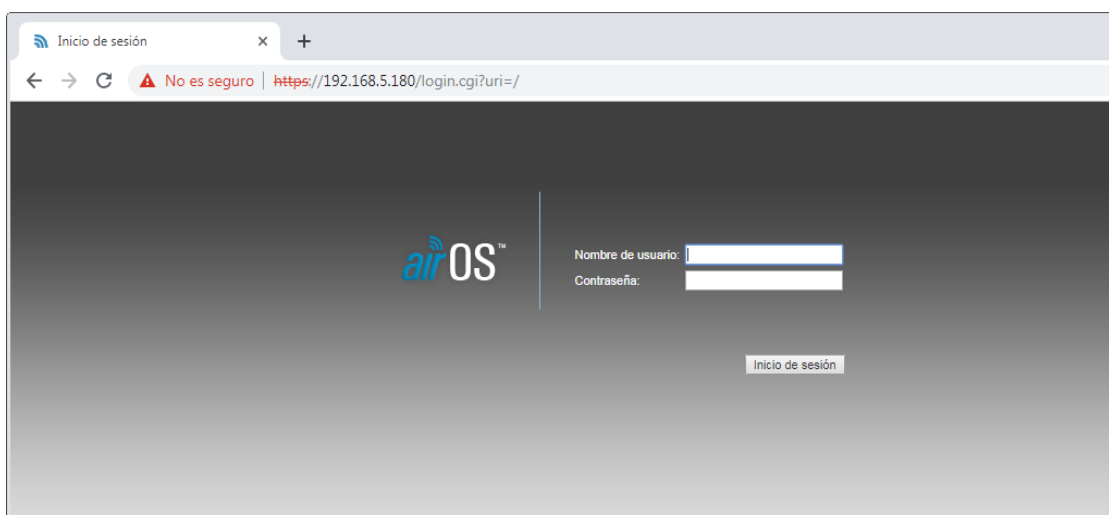 Inicio de sesión
No es seguro https://192.168.5.180/login.cgi?uri=/
airOS™
Nombre de usuario:
Contraseña:
Inicio de sesión